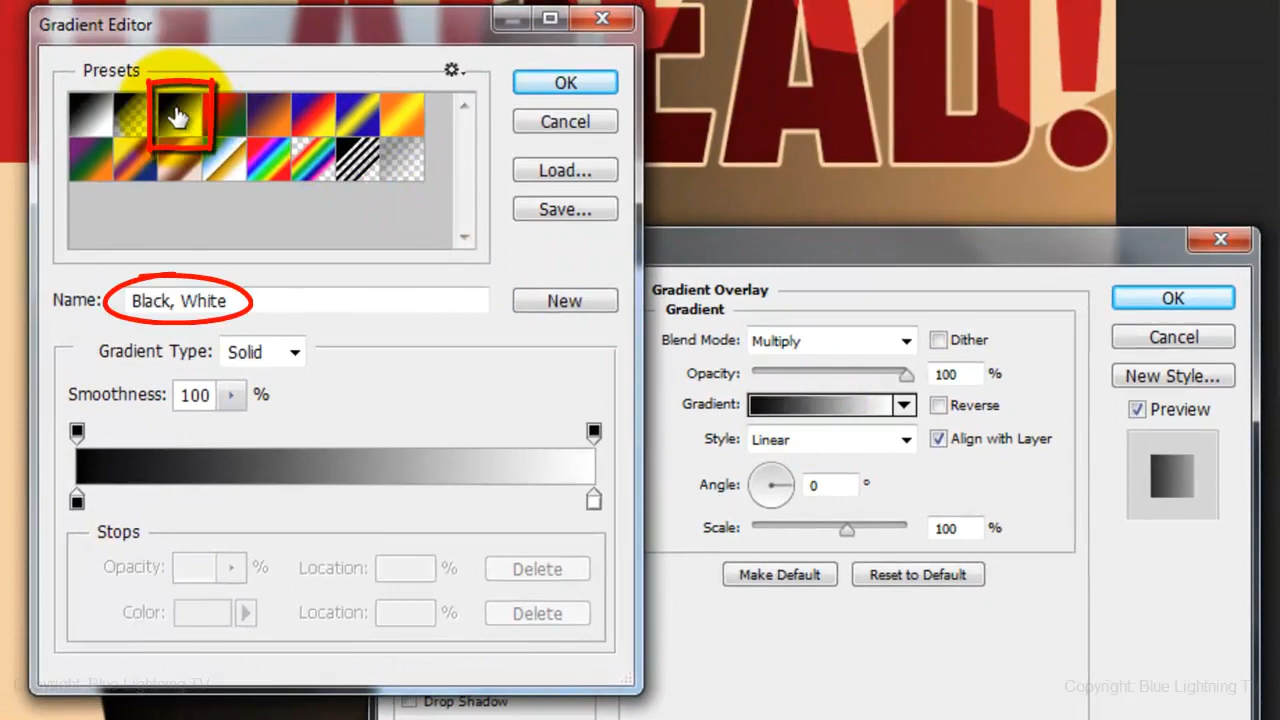 Gradient Editor
EAD!
Presets
OK
Cancel
Load...
Save...
Name:
Black, White
New
Gradient Type:
Solid
Smoothness:
100
%
Stops
Opacity:
%
Location:
%
Delete
Color:
Location:
%
Delete
Gradient Overlay
Gradient
Blend Mode:
Multiply
Dither
Opacity:
100
%
Gradient:
Reverse
Style:
Linear
Align with Layer
Angle:
0
°
Scale:
100
%
Make Default
Reset to Default
OK
Cancel
New Style...
Preview
Drop Shadow
Copyright: Blue Lightning TV
Copyright: Blue Lightning T